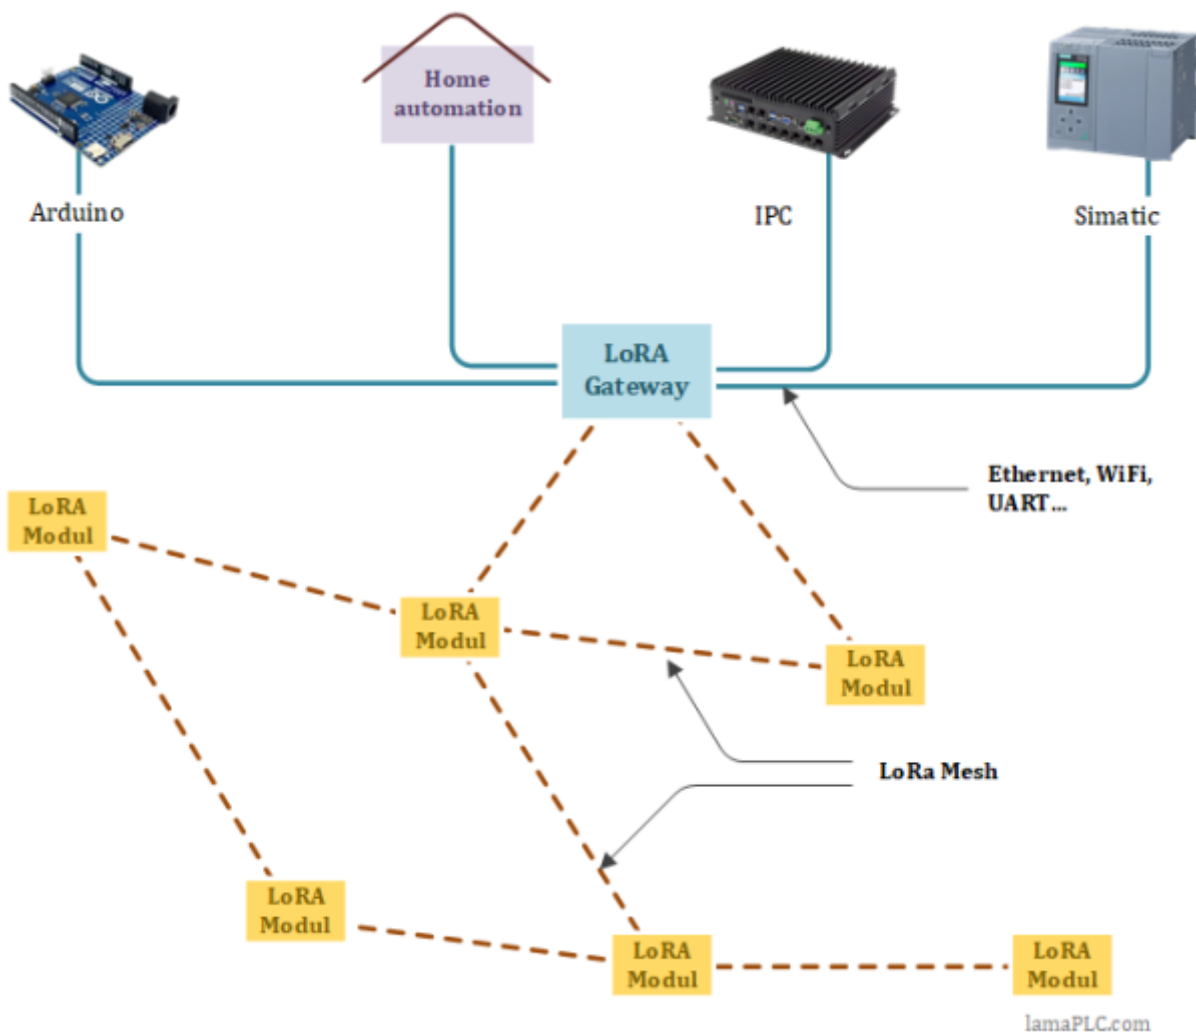 Home
automation
Arduino
IPC
Simatic
LoRA
Gateway
Ethernet, WiFi,
UART...
LoRA
Modul
LoRA
Modul
LoRA
Modul
LoRa Mesh
LoRA
Modul
LoRA
Modul
LoRA
Modul
lamaPLC.com